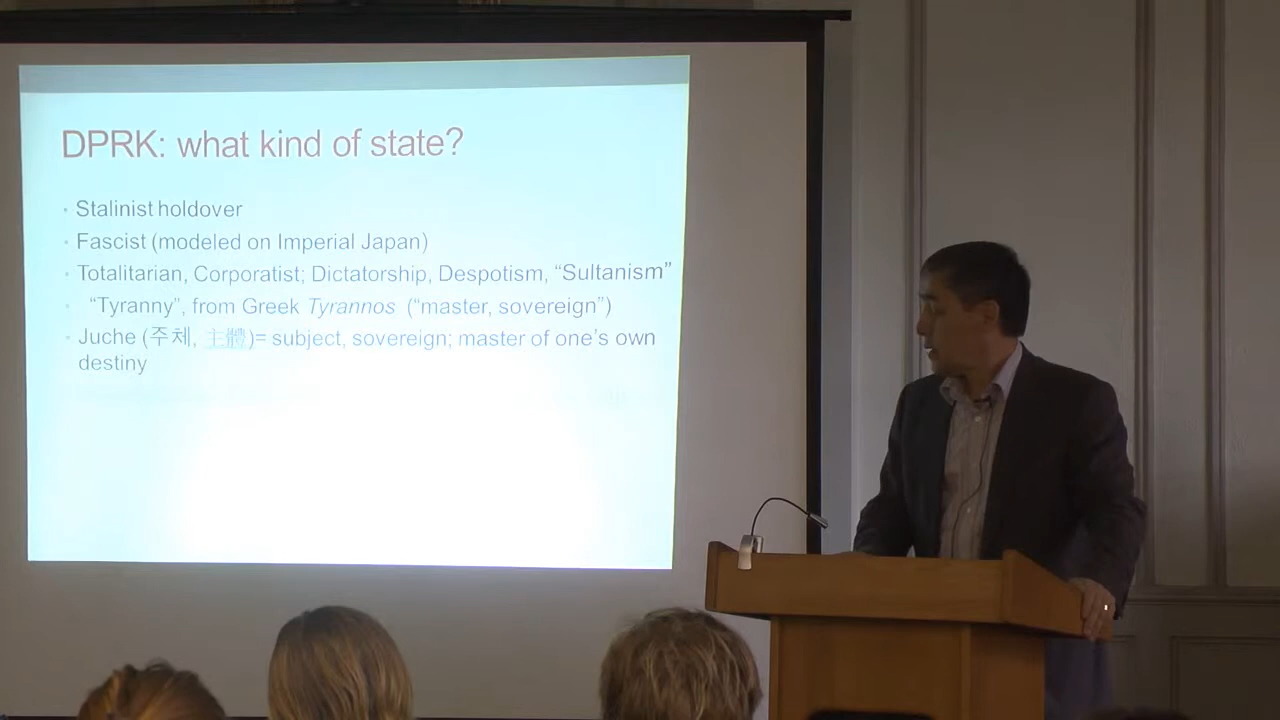 DPRK: what kind of state?
• Stalinist holdover
• Fascist (modeled on Imperial Japan)
• Totalitarian, Corporatist; Dictatorship, Despotism, “Sultanism”
• “Tyranny”, from Greek Tyrannos (“master, sovereign”)
• Juche (주체, 主體)= subject, sovereign; master of one’s own
destiny